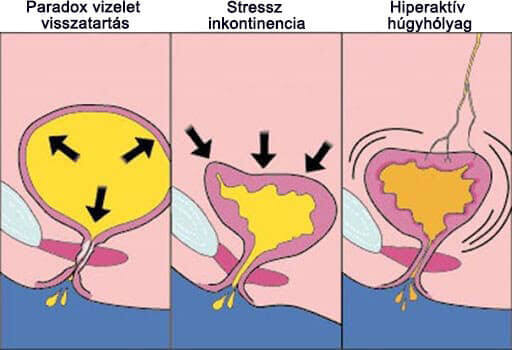 Paradox vizelet
visszatartás
Stressz
inkontinencia
Hiperaktív
húgyhólyag